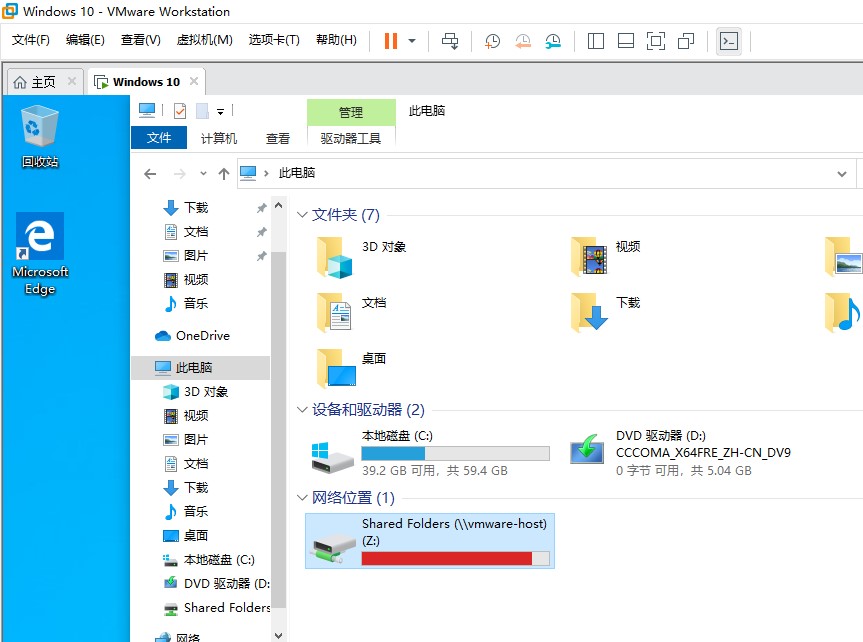 Windows 10 - VMware Workstation
文件(F) 编辑(E) 查看(V) 虚拟机(M) 选项卡(T) 帮助(H)
主页 Windows 10
管理 此电脑
文件 计算机 查看 驱动器工具
此电脑
回收站
Microsoft
Edge
下载
文档
图片
视频
音乐
OneDrive
此电脑
3D 对象
视频
图片
文档
下载
音乐
桌面
本地磁盘 (C:)
DVD 驱动器 (D:
Shared Folders
网络
文件夹 (7)
3D 对象
视频
文档
下载
桌面
设备和驱动器 (2)
本地磁盘 (C:)
39.2 GB 可用，共 59.4 GB
DVD 驱动器 (D:)
CCCOMA_X64FRE_ZH-CN_DV9
0 字节 可用，共 5.04 GB
网络位置 (1)
Shared Folders (\\vmware-host)
(Z:)